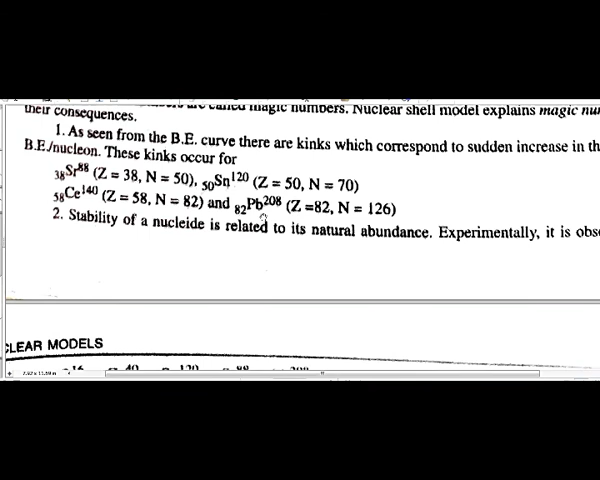 their consequences. are called magic numbers. Nuclear shell model explains magic nu
1. As seen from the B.E. curve there are kinks which correspond to sudden increase in th
B.E./nucleon. These kinks occur for
₃₈Sr⁸⁸ (Z = 38, N = 50), ₅₀Sn¹²⁰ (Z = 50, N = 70)
₅₈Ce¹⁴⁰ (Z = 58, N = 82) and ₈₂Pb²⁰⁸ (Z =82, N = 126)
2. Stability of a nucleide is related to its natural abundance. Experimentally, it is obse
CLEAR MODELS